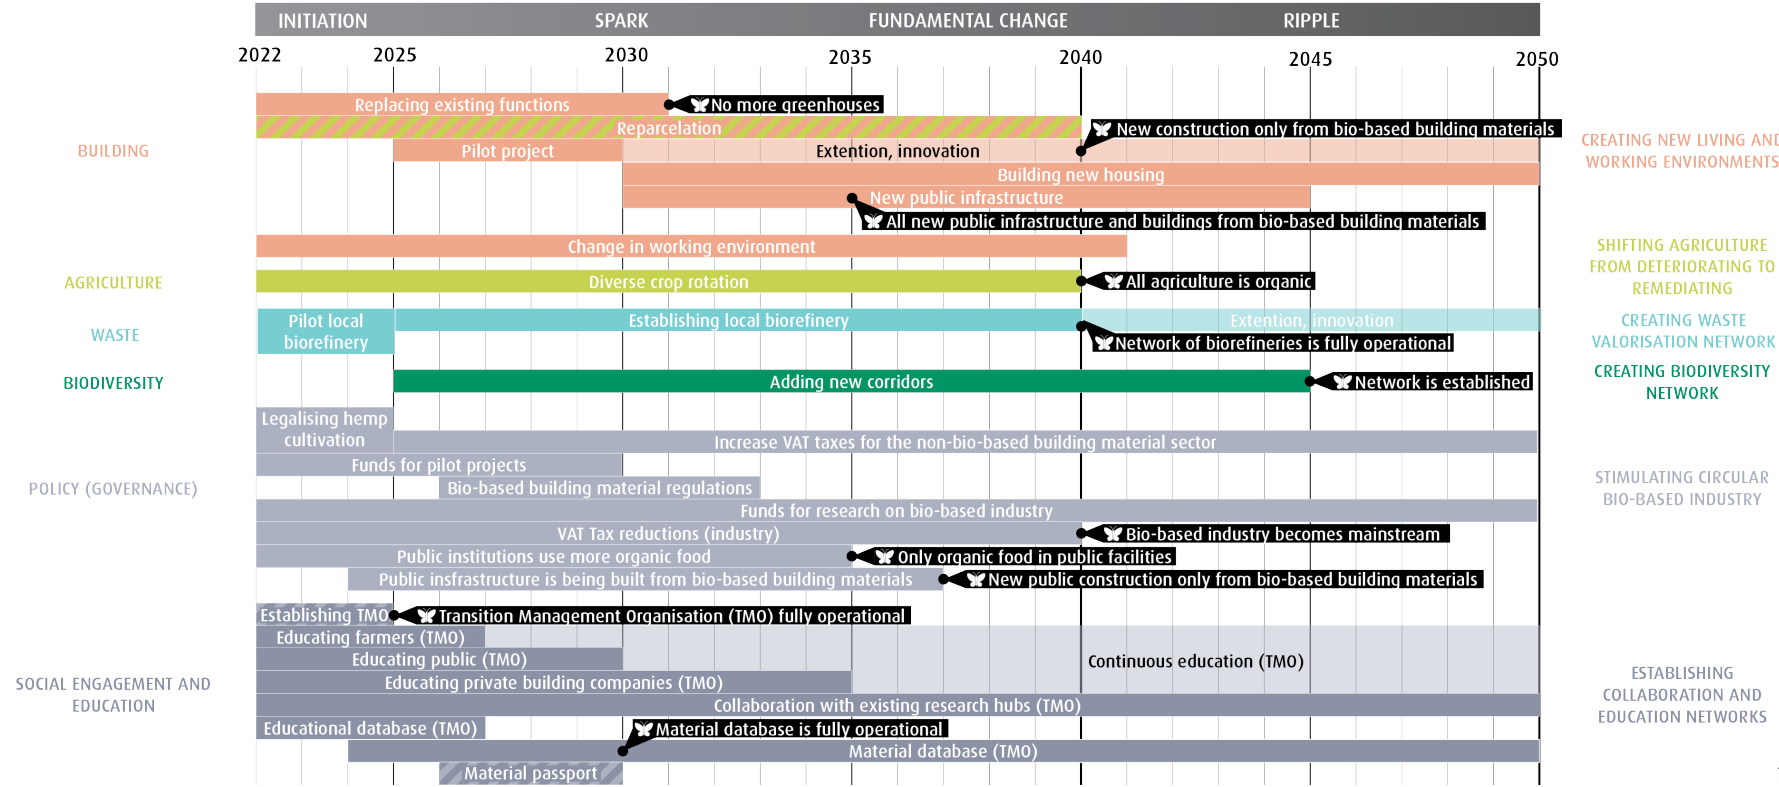 INITIATION SPARK FUNDAMENTAL CHANGE RIPPLE
2022 2025 2030 2035 2040 2045 2050
Replacing existing functions
No more greenhouses
Reparcelation
New construction only from bio-based building materials
BUILDING
Pilot project
Extention, innovation
CREATING NEW LIVING AND
WORKING ENVIRONMENTS
Building new housing
New public infrastructure
All new public infrastructure and buildings from bio-based building materials
Change in working environment
AGRICULTURE
Diverse crop rotation
All agriculture is organic
SHIFTING AGRICULTURE
FROM DETERIORATING TO
REMEDIATING
WASTE
Pilot local
biorefinery
Establishing local biorefinery
Extention, innovation
Network of biorefineries is fully operational
CREATING WASTE
VALORISATION NETWORK
BIODIVERSITY
Adding new corridors
Network is established
CREATING BIODIVERSITY
NETWORK
Legalising hemp
cultivation
Increase VAT taxes for the non-bio-based building material sector
Funds for pilot projects
POLICY (GOVERNANCE)
Bio-based building material regulations
STIMULATING CIRCULAR
BIO-BASED INDUSTRY
Funds for research on bio-based industry
VAT Tax reductions (industry)
Bio-based industry becomes mainstream
Public institutions use more organic food
Only organic food in public facilities
Public insfrastructure is being built from bio-based building materials
New public construction only from bio-based building materials
Establishing TMO
Transition Management Organisation (TMO) fully operational
Educating farmers (TMO)
Educating public (TMO)
Continuous education (TMO)
SOCIAL ENGAGEMENT AND
EDUCATION
Educating private building companies (TMO)
ESTABLISHING
COLLABORATION AND
EDUCATION NETWORKS
Collaboration with existing research hubs (TMO)
Educational database (TMO)
Material database is fully operational
Material database (TMO)
Material passport